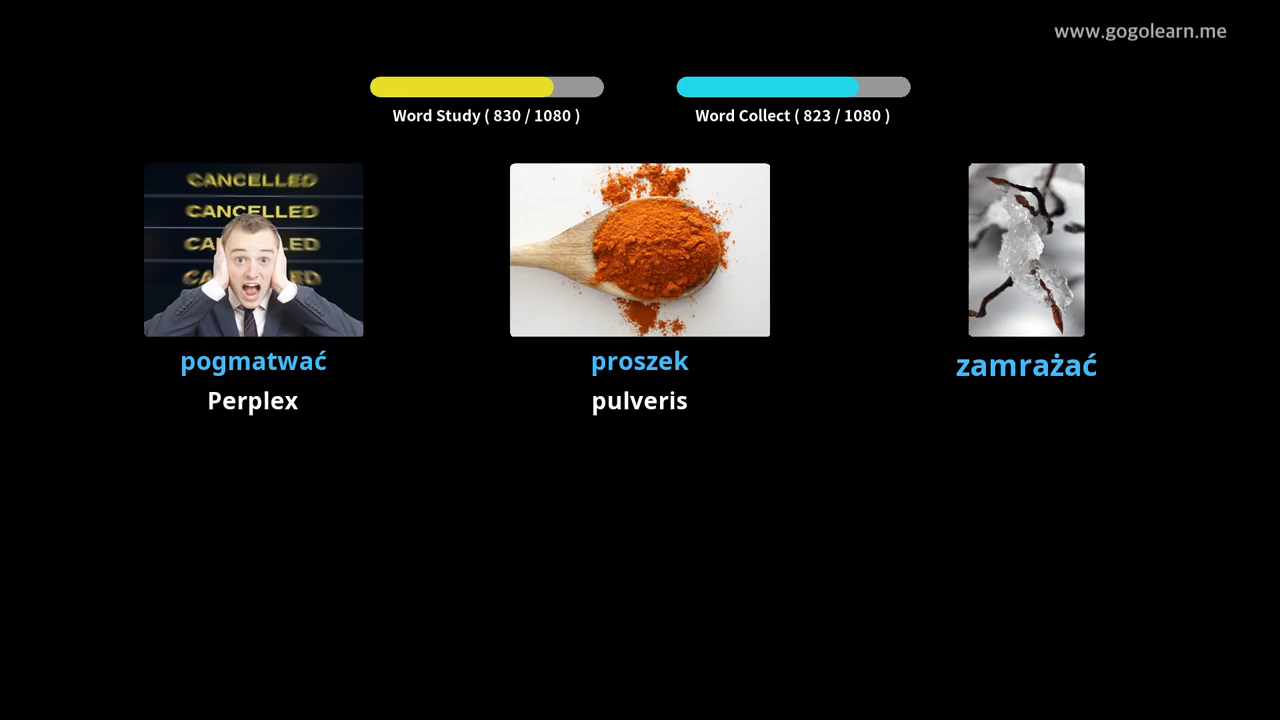 www.gogolearn.me
Word Study ( 830 / 1080 )
Word Collect ( 823 / 1080 )
CANCELLED
CANCELLED
pogmatwać
proszek
zamrażać
Perplex
pulveris